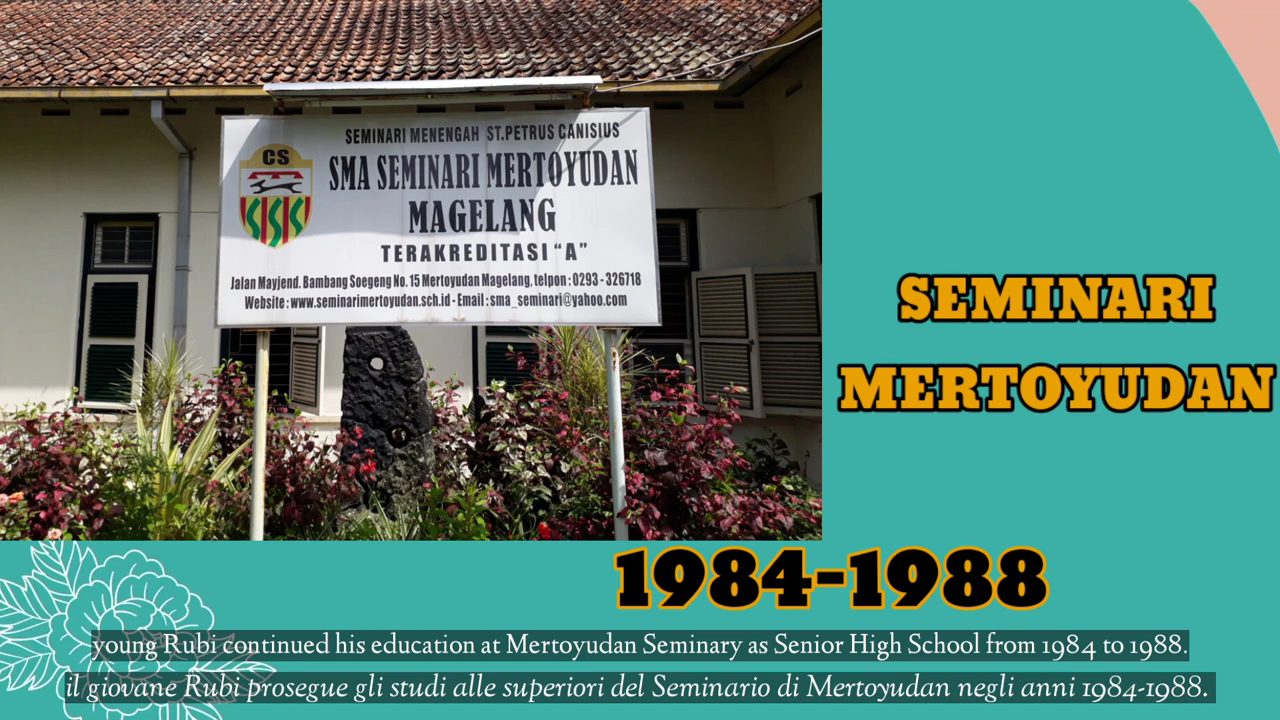 SEMINARI MENENGAH ST.PETRUS CANISIUS
CS
SMA SEMINARI MERTOYUDAN
MAGELANG
TERAKREDITASI "A"
Jalan Mayjend. Bambang Soegeng No. 15 Mertoyudan Magelang, telpon : 0293 - 326718
Website : www.seminarimertoyudan.sch.id - Email : sma_seminari@yahoo.com
SEMINARI
MERTOYUDAN
1984-1988
young Rubi continued his education at Mertoyudan Seminary as Senior High School from 1984 to 1988.
il giovane Rubi prosegue gli studi alle superiori del Seminario di Mertoyudan negli anni 1984-1988.